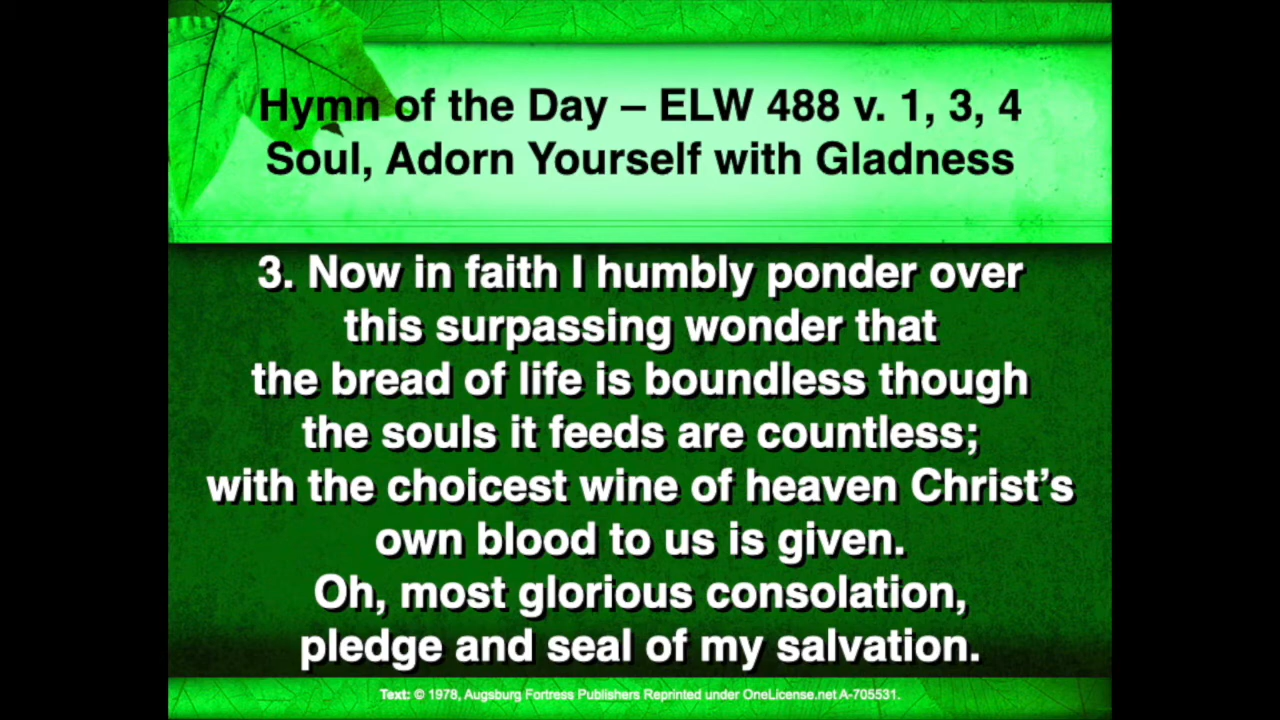 Hymn of the Day – ELW 488 v. 1, 3, 4
Soul, Adorn Yourself with Gladness
3. Now in faith I humbly ponder over
this surpassing wonder that
the bread of life is boundless though
the souls it feeds are countless;
with the choicest wine of heaven Christ’s
own blood to us is given.
Oh, most glorious consolation,
pledge and seal of my salvation.
Text: © 1978, Augsburg Fortress Publishers Reprinted under OneLicense.net A-705531.